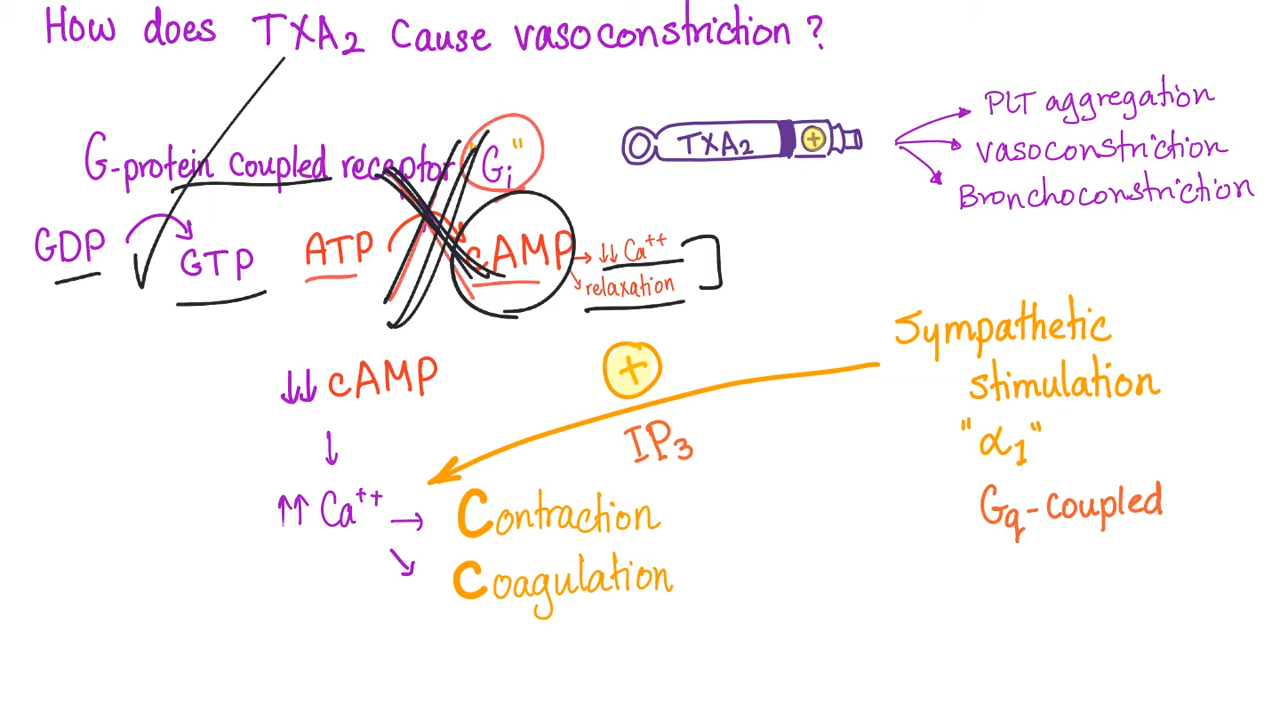 How does TXA2 cause vasoconstriction?
G-protein coupled receptor "Gi"
GDP GTP ATP cAMP → ↓↓ Ca++
↘ relaxation
TXA2 +
PLT aggregation
vasoconstriction
Bronchoconstriction
↓↓ cAMP
↓
↑↑ Ca++ → Contraction
↘ Coagulation
+
IP3
Sympathetic
stimulation
"α1"
Gq-coupled